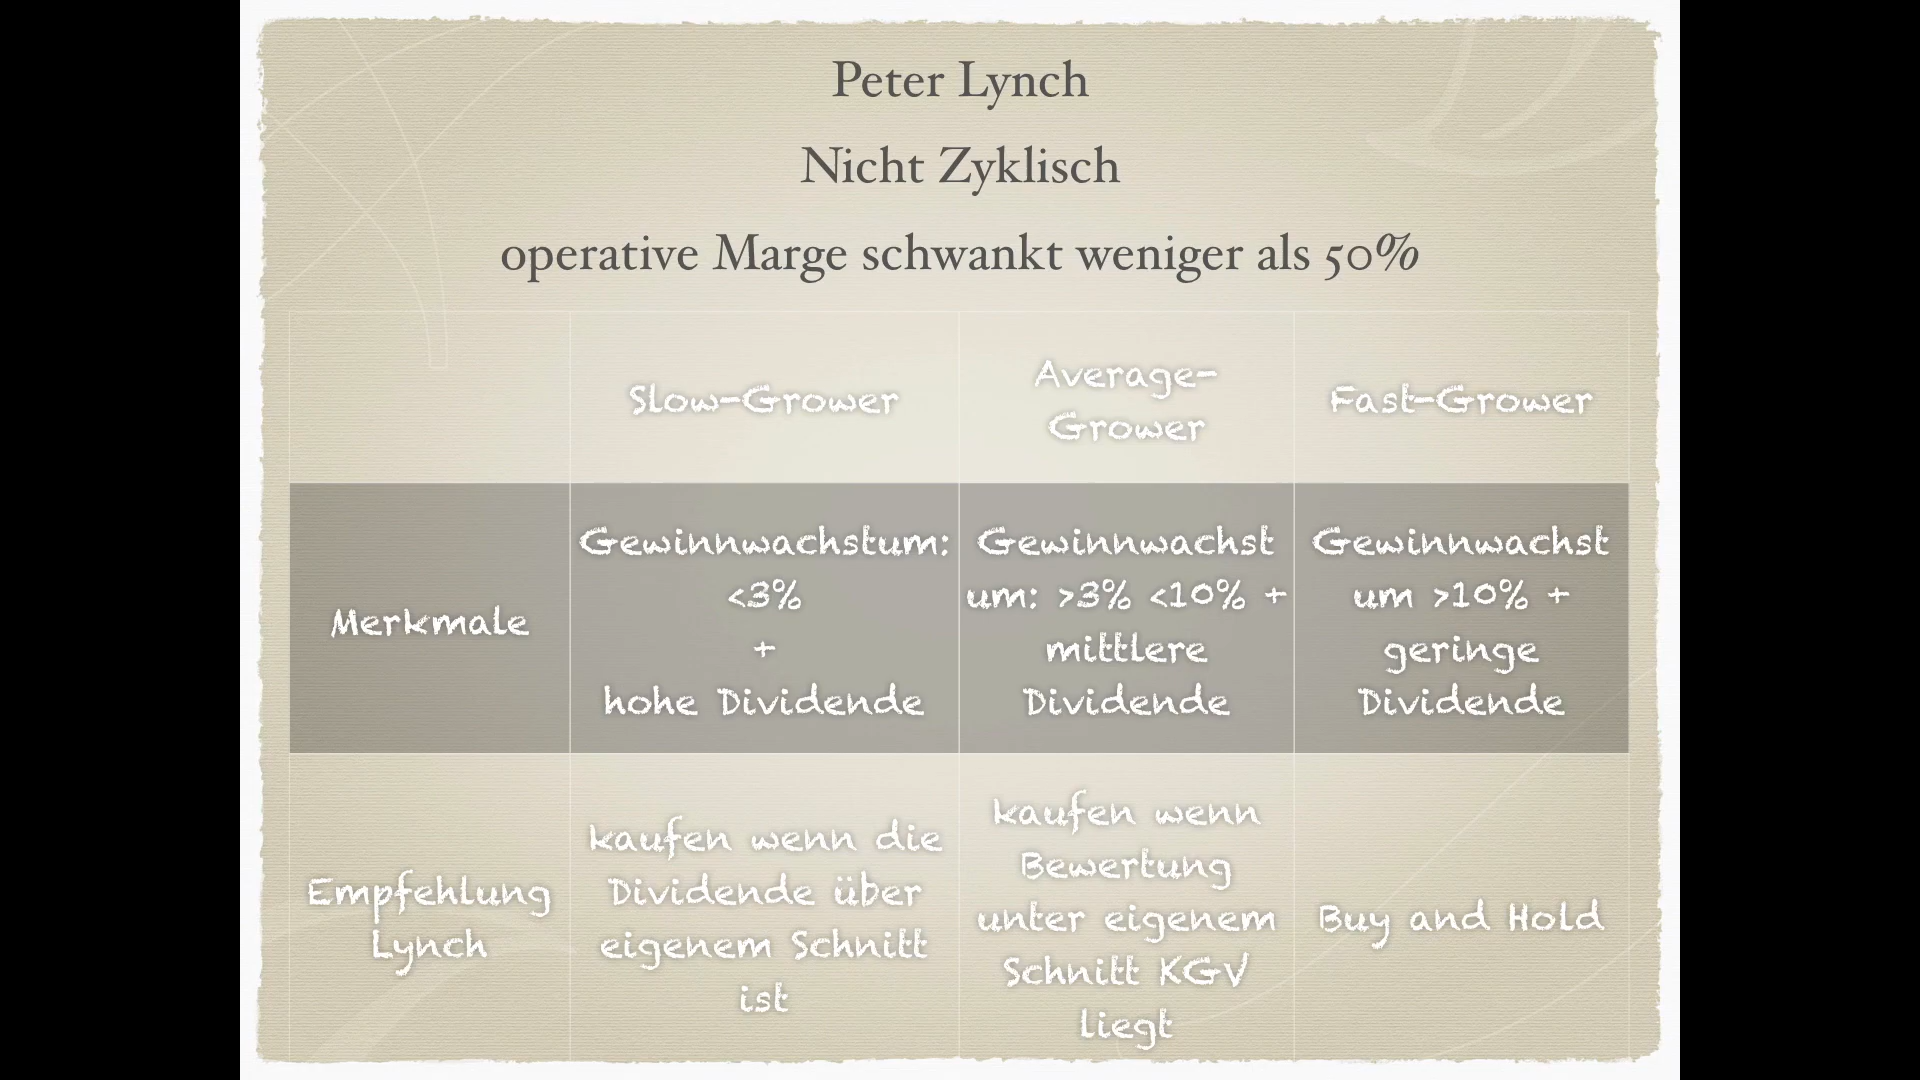 Peter Lynch
Nicht Zyklisch
operative Marge schwankt weniger als 50%
Slow-Grower
Average-
Grower
Fast-Grower
Merkmale
Gewinnwachstum:
<3%
+
hohe Dividende
Gewinnwachst
um: >3% <10% +
mittlere
Dividende
Gewinnwachst
um >10% +
geringe
Dividende
Empfehlung
Lynch
kaufen wenn die
Dividende über
eigenem Schnitt
ist
kaufen wenn
Bewertung
unter eigenem
Schnitt KGV
liegt
Buy and Hold